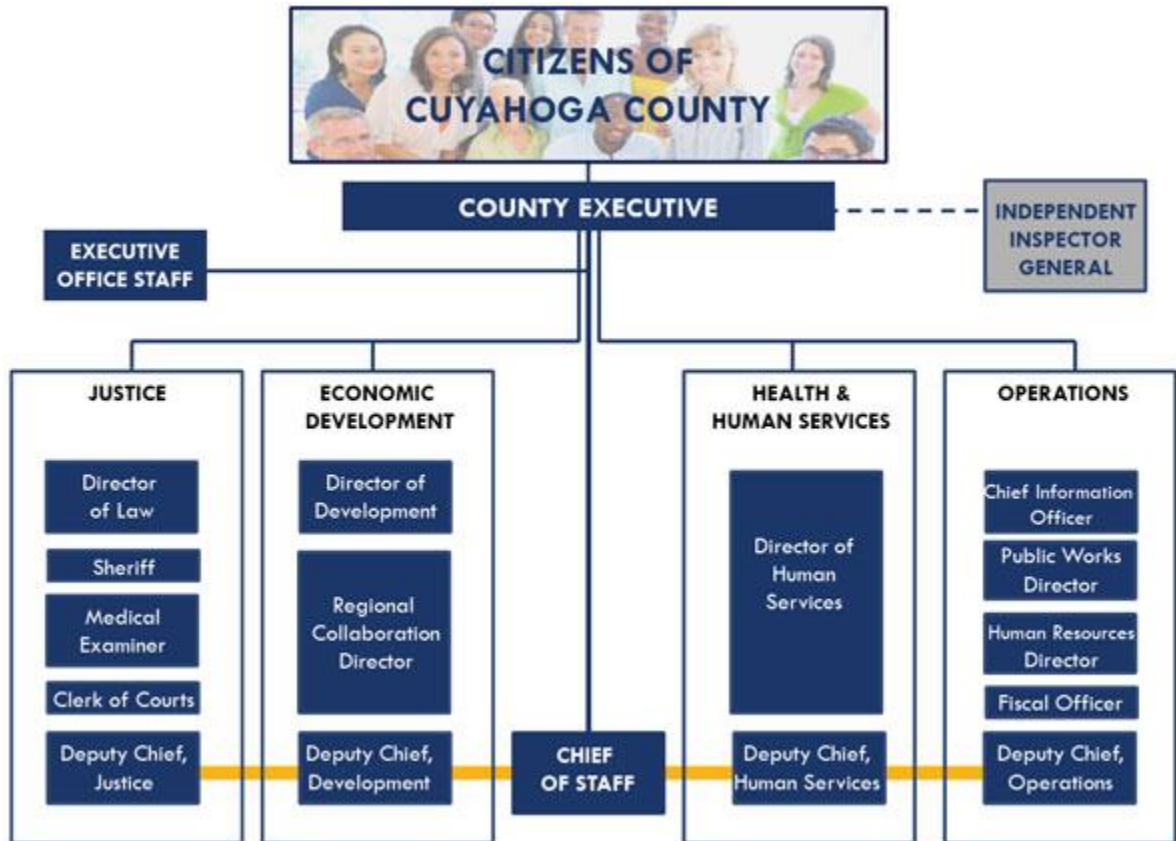 CITIZENS OF
CUYAHOGA COUNTY
COUNTY EXECUTIVE
INDEPENDENT
INSPECTOR
GENERAL
EXECUTIVE
OFFICE STAFF
JUSTICE
Director
of Law
Sheriff
Medical
Examiner
Clerk of Courts
Deputy Chief,
Justice
ECONOMIC
DEVELOPMENT
Director of
Development
Regional
Collaboration
Director
Deputy Chief,
Development
CHIEF
OF STAFF
HEALTH &
HUMAN SERVICES
Director of
Human
Services
Deputy Chief,
Human Services
OPERATIONS
Chief Information
Officer
Public Works
Director
Human Resources
Director
Fiscal Officer
Deputy Chief,
Operations